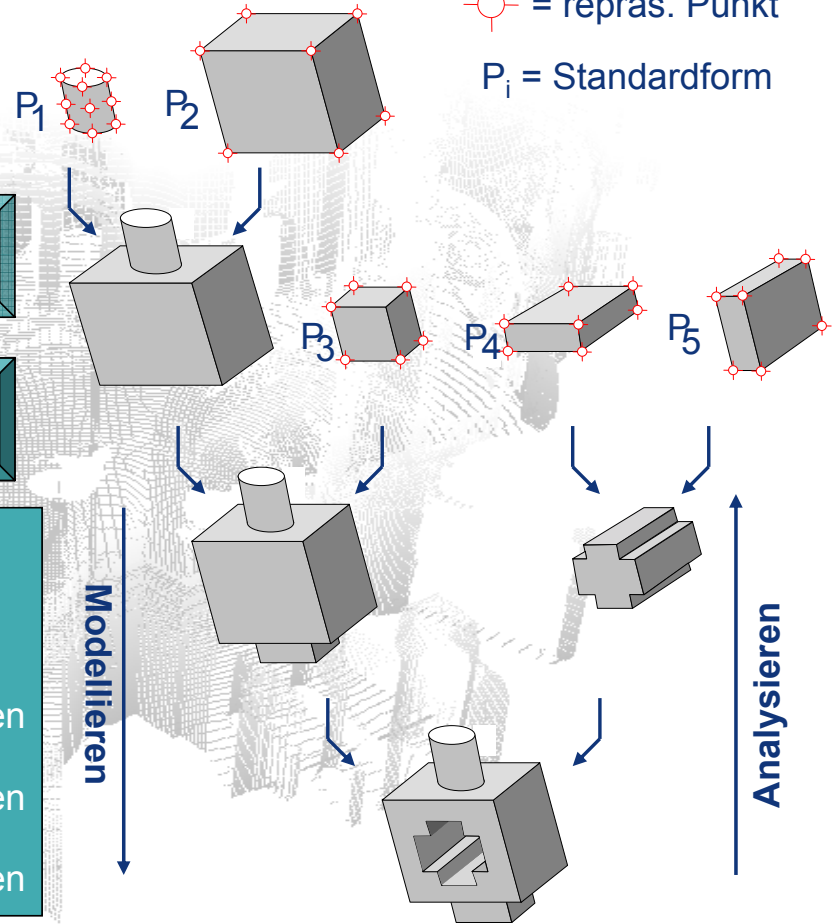 = repräs. Punkt
Pi = Standardform
P1
P2
P3
P4
P5
Modellieren
Analysieren
en
en
en